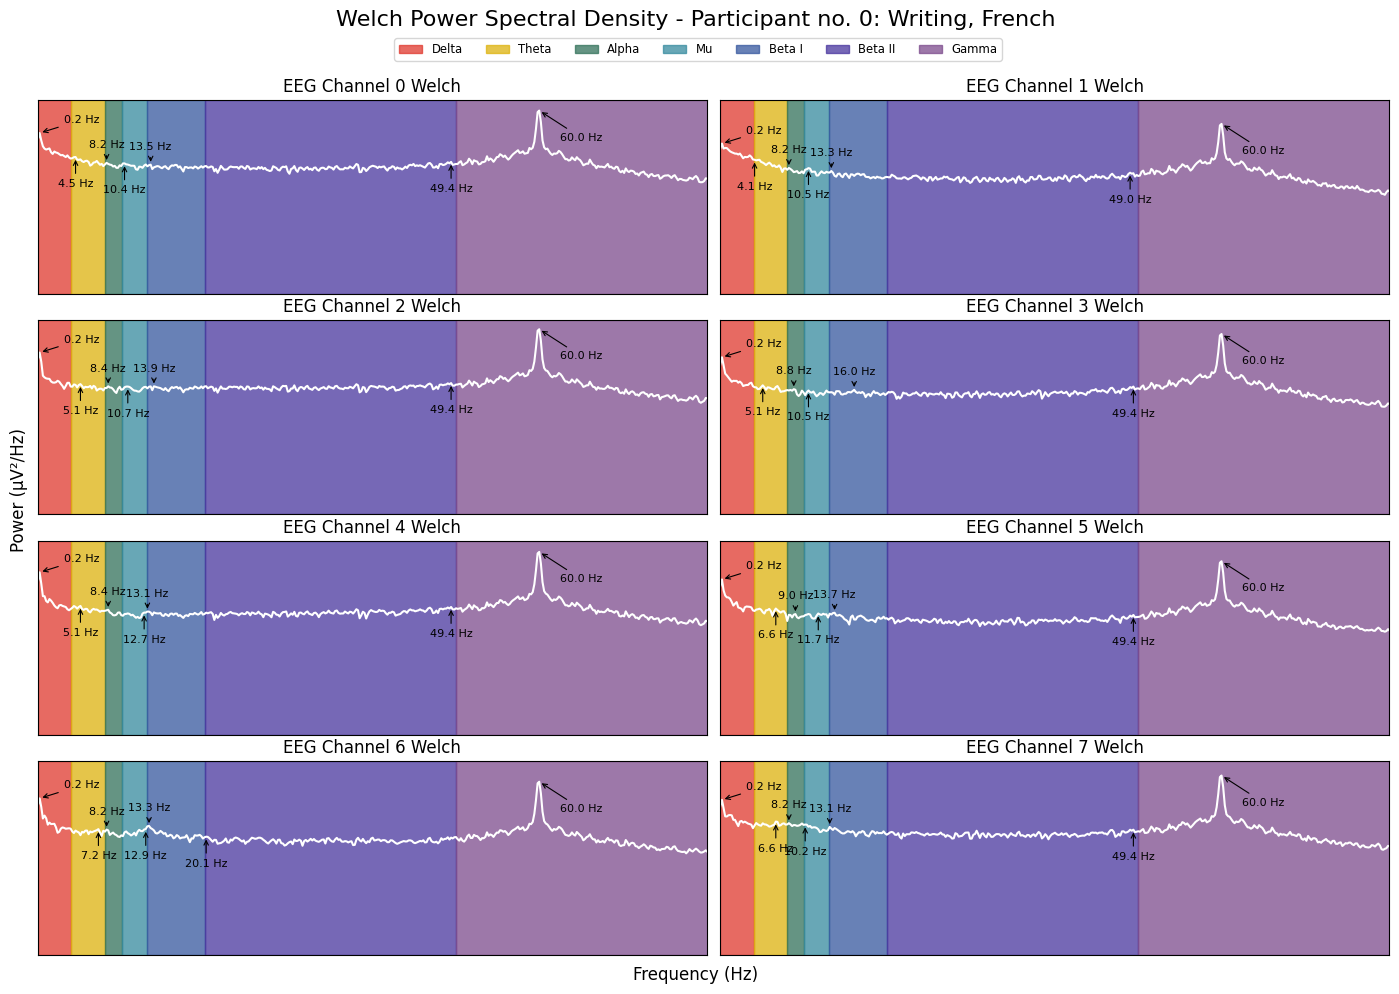 Welch Power Spectral Density - Participant no. 0: Writing, French
Delta Theta Alpha Mu Beta I Beta II Gamma
EEG Channel 0 Welch
0.2 Hz
8.2 Hz
13.5 Hz
4.5 Hz
10.4 Hz
49.4 Hz
60.0 Hz
EEG Channel 1 Welch
0.2 Hz
8.2 Hz
13.3 Hz
4.1 Hz
10.5 Hz
49.0 Hz
60.0 Hz
EEG Channel 2 Welch
0.2 Hz
8.4 Hz
13.9 Hz
5.1 Hz
10.7 Hz
49.4 Hz
60.0 Hz
EEG Channel 3 Welch
0.2 Hz
8.8 Hz
16.0 Hz
5.1 Hz
10.5 Hz
49.4 Hz
60.0 Hz
EEG Channel 4 Welch
0.2 Hz
8.4 Hz
13.1 Hz
5.1 Hz
12.7 Hz
49.4 Hz
60.0 Hz
EEG Channel 5 Welch
0.2 Hz
9.0 Hz
13.7 Hz
6.6 Hz
11.7 Hz
49.4 Hz
60.0 Hz
EEG Channel 6 Welch
0.2 Hz
8.2 Hz
13.3 Hz
7.2 Hz
12.9 Hz
20.1 Hz
60.0 Hz
EEG Channel 7 Welch
0.2 Hz
8.2 Hz
13.1 Hz
6.6 Hz
10.2 Hz
49.4 Hz
60.0 Hz
Power (μV²/Hz)
Frequency (Hz)